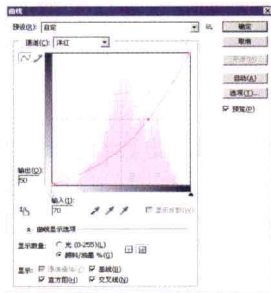 曲线
预设(R): 自定
确定
取消
通道(C): 洋红
平滑(M)
自动(A)
选项(T)...
预览(P)
输出(O):
50
输入(I):
70
显示修剪(H)
曲线显示选项
显示数量: 光 (0-255)(L)
颜料/油墨 %(G)
显示: 通道叠加(V) 基线(B)
直方图(H) 交叉线(N)